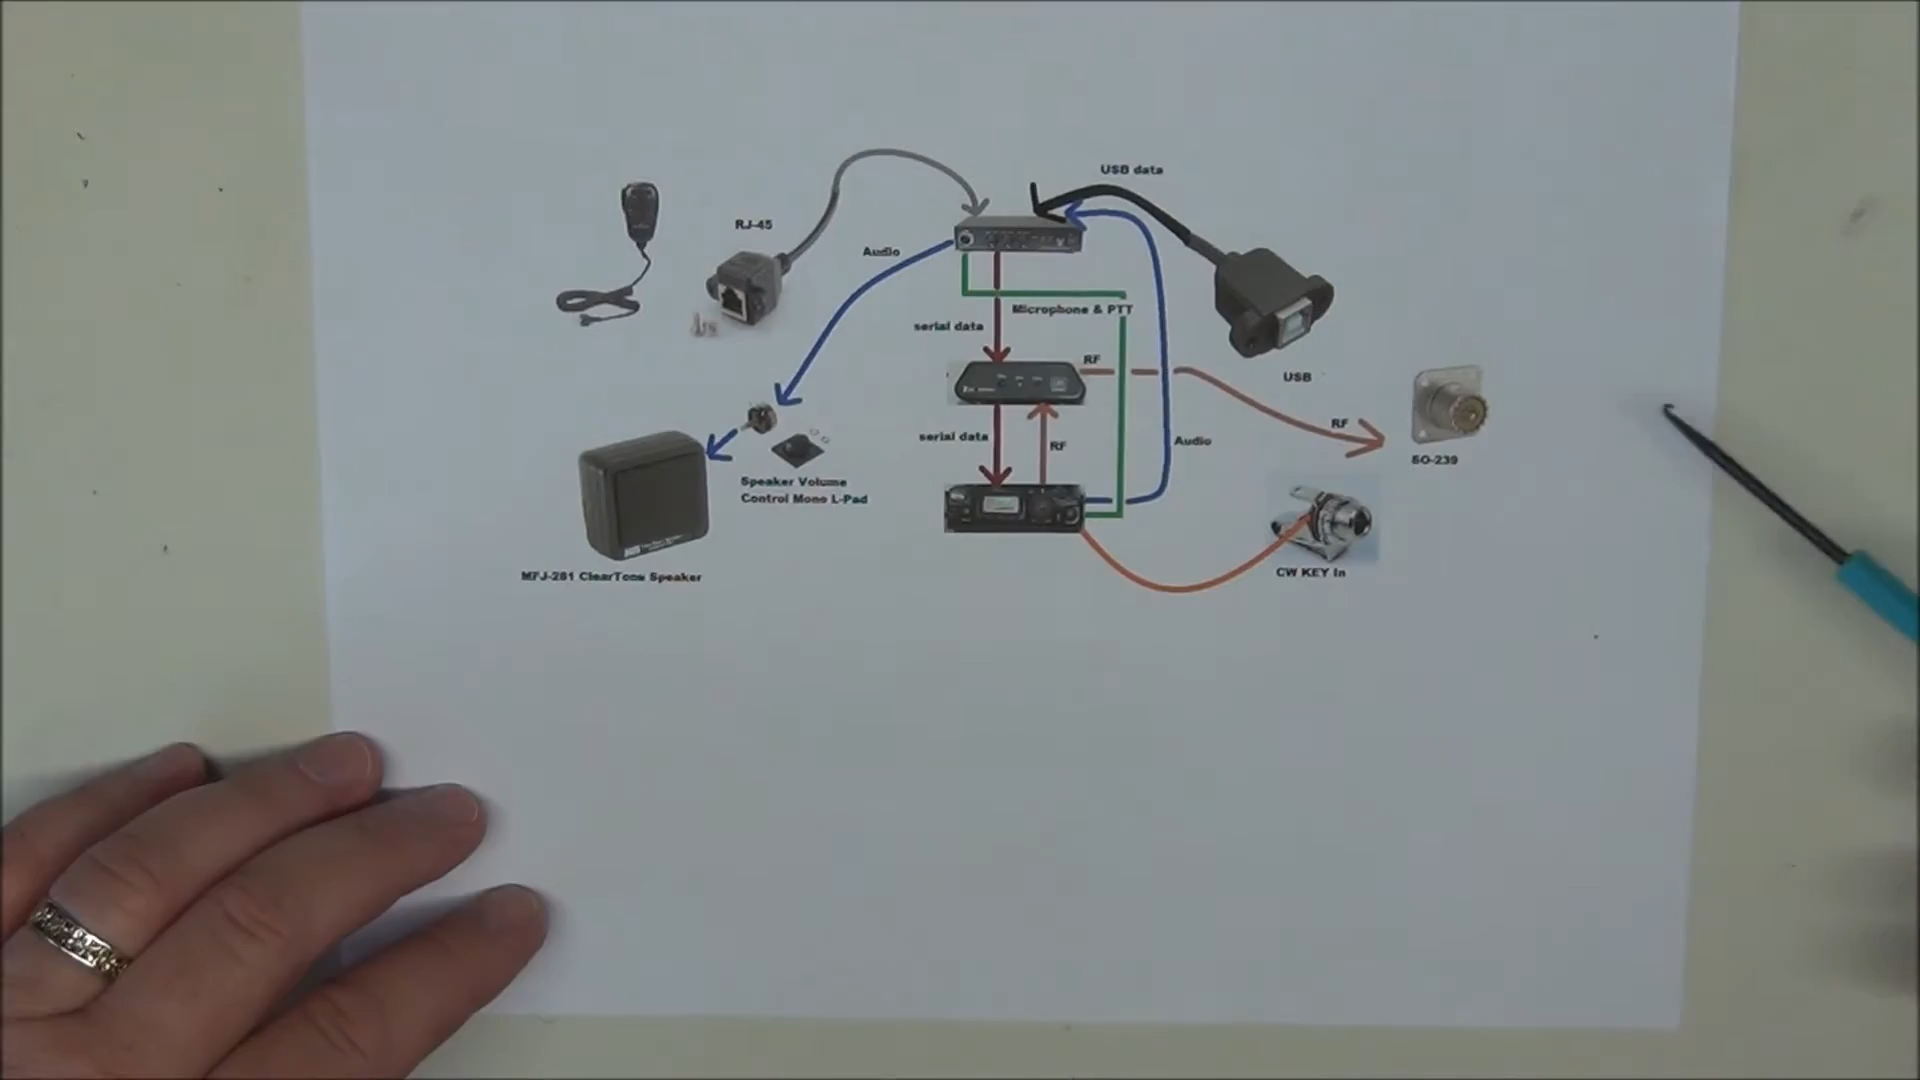 USB data
RJ-45
Audio
Microphone & PTT
serial data
RF
USB
RF
serial data
RF
Audio
SO-239
Speaker Volume
Control Mono L-Pad
MFJ-281 ClearTone Speaker
CW KEY In